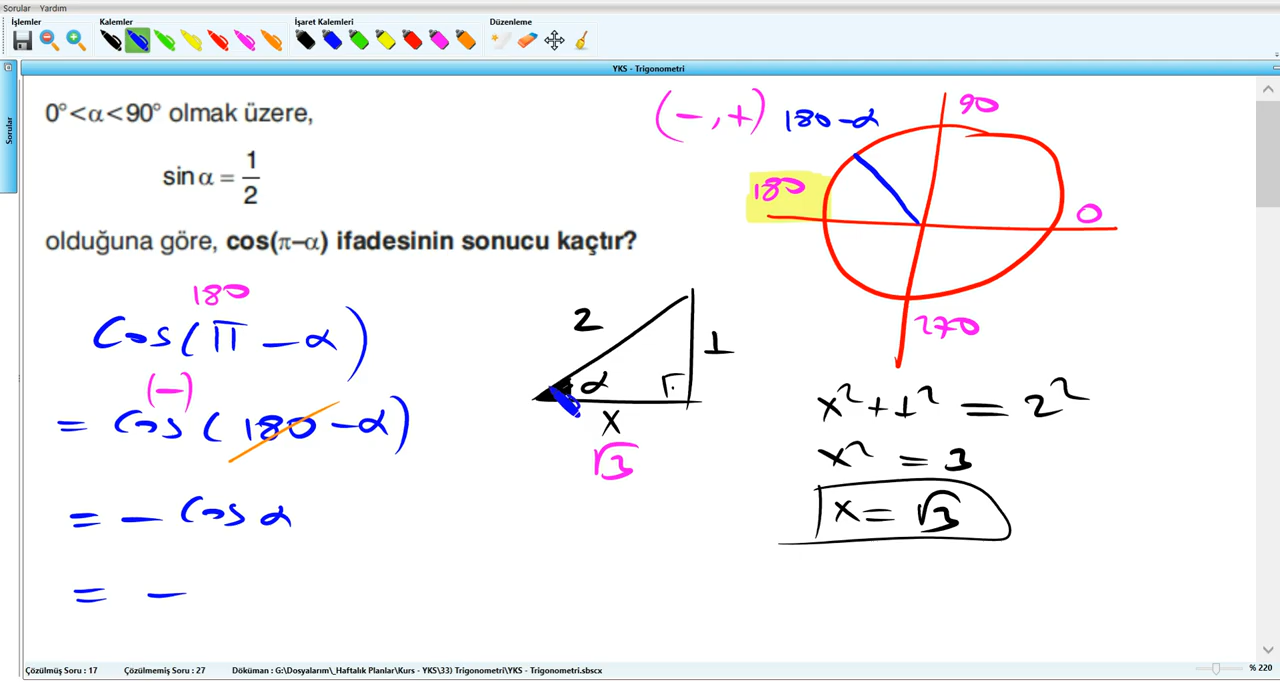 Sorular Yardım
İşlemler Kalemler İşaret Kalemleri Düzenleme
YKS - Trigonometri
Sorular
0°<α<90° olmak üzere,
sin α = 1/2
olduğuna göre, cos(π–α) ifadesinin sonucu kaçtır?
180
Cos(π – α)
(–)
= Cos (180 – α)
= – Cos α
= –
2
1
α
x
√3
(–,+) 180–α
90
180
0
270
x² + 1² = 2²
x² = 3
x = √3
Çözülmüş Soru : 17 Çözülmemiş Soru : 27 Döküman : G:\Dosyalarım\_Haftalık Planlar\Kurs - YKS\33) Trigonometri\YKS - Trigonometri.sbscx % 220